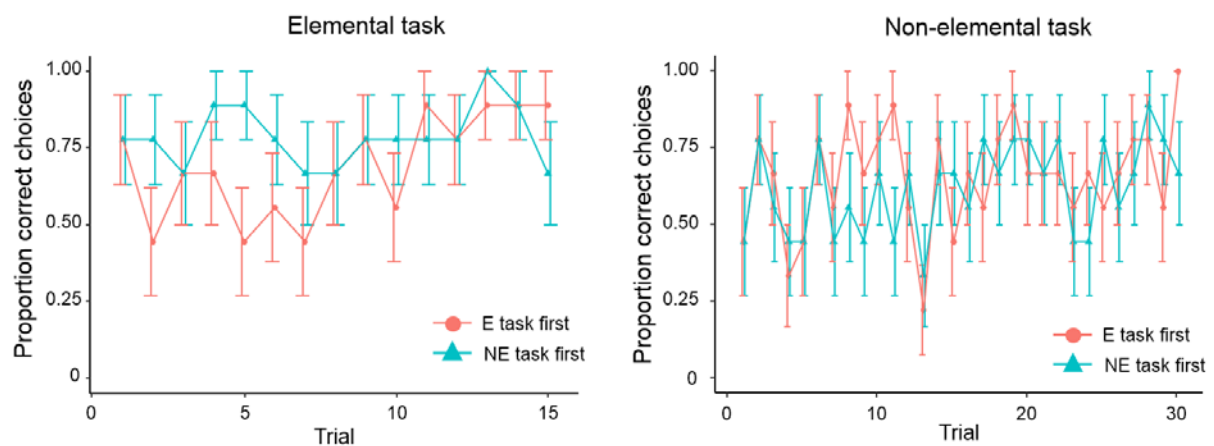 Elemental task
Proportion correct choices
1.00
0.75
0.50
0.25
0
0
5
10
15
Trial
E task first
NE task first
Non-elemental task
Proportion correct choices
1.00
0.75
0.50
0.25
0
0
10
20
30
Trial
E task first
NE task first